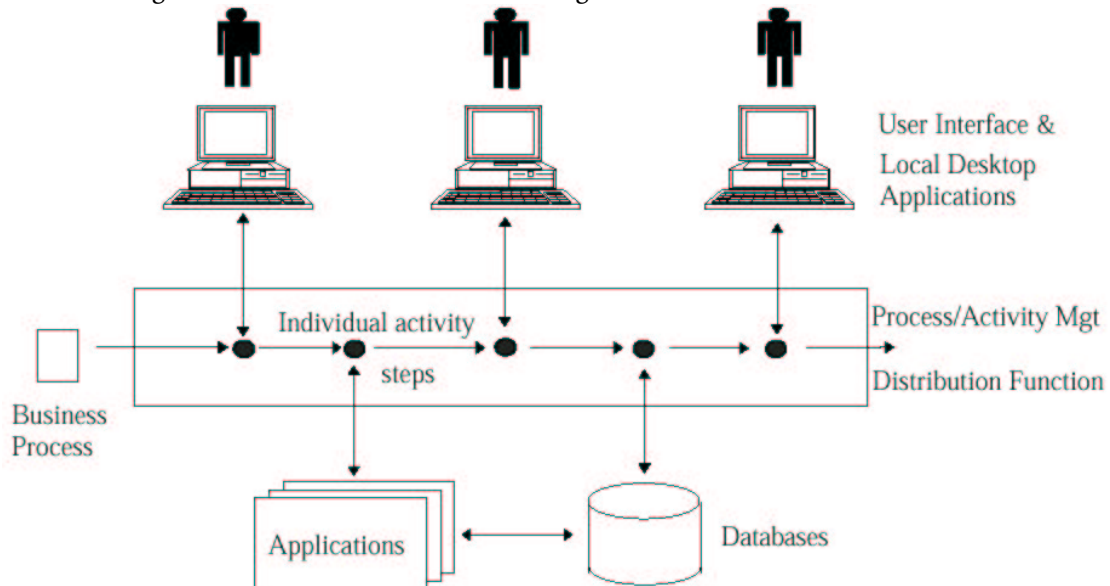 User Interface &
Local Desktop
Applications
Individual activity
steps
Process/Activity Mgt
Distribution Function
Business
Process
Applications
Databases